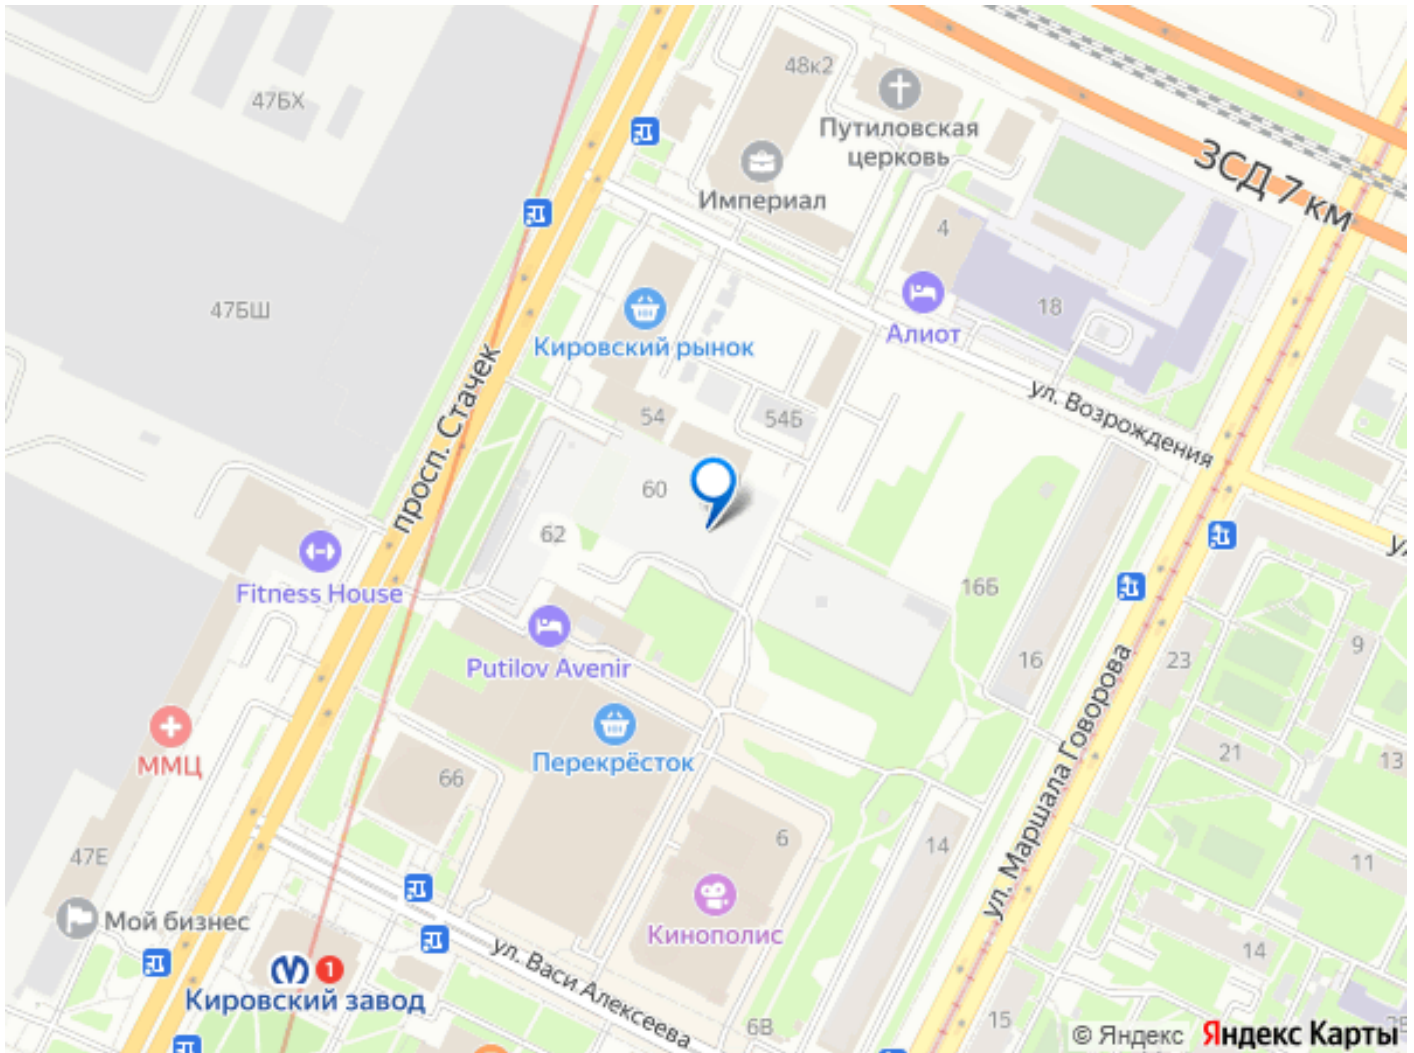 48к2
47БХ
Путиловская
церковь
ЗСД 7 км
Империал
4
47БШ
18
Алиот
Кировский рынок
просп. Стачек
ул. Возрождения
54
54Б
60
62
Fitness House
16Б
Putilov Avenir
16
23
9
ул. Маршала Говорова
ММЦ
Перекрёсток
21
13
66
6
14
47Е
11
Мой бизнес
Кинополис
14
ул. Васи Алексеева
1
Кировский завод
15
6В
© Яндекс Яндекс Карты